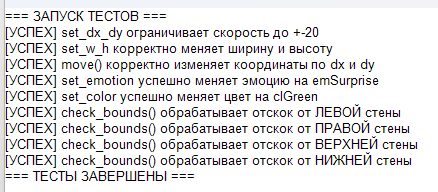 === ЗАПУСК ТЕСТОВ ===
[УСПЕХ] set_dx_dy ограничивает скорость до +-20
[УСПЕХ] set_w_h корректно меняет ширину и высоту
[УСПЕХ] move() корректно изменяет координаты по dx и dy
[УСПЕХ] set_emotion успешно меняет эмоцию на emSurprise
[УСПЕХ] set_color успешно меняет цвет на clGreen
[УСПЕХ] check_bounds() обрабатывает отскок от ЛЕВОЙ стены
[УСПЕХ] check_bounds() обрабатывает отскок от ПРАВОЙ стены
[УСПЕХ] check_bounds() обрабатывает отскок от ВЕРХНЕЙ стены
[УСПЕХ] check_bounds() обрабатывает отскок от НИЖНЕЙ стены
=== ТЕСТЫ ЗАВЕРШЕНЫ ===